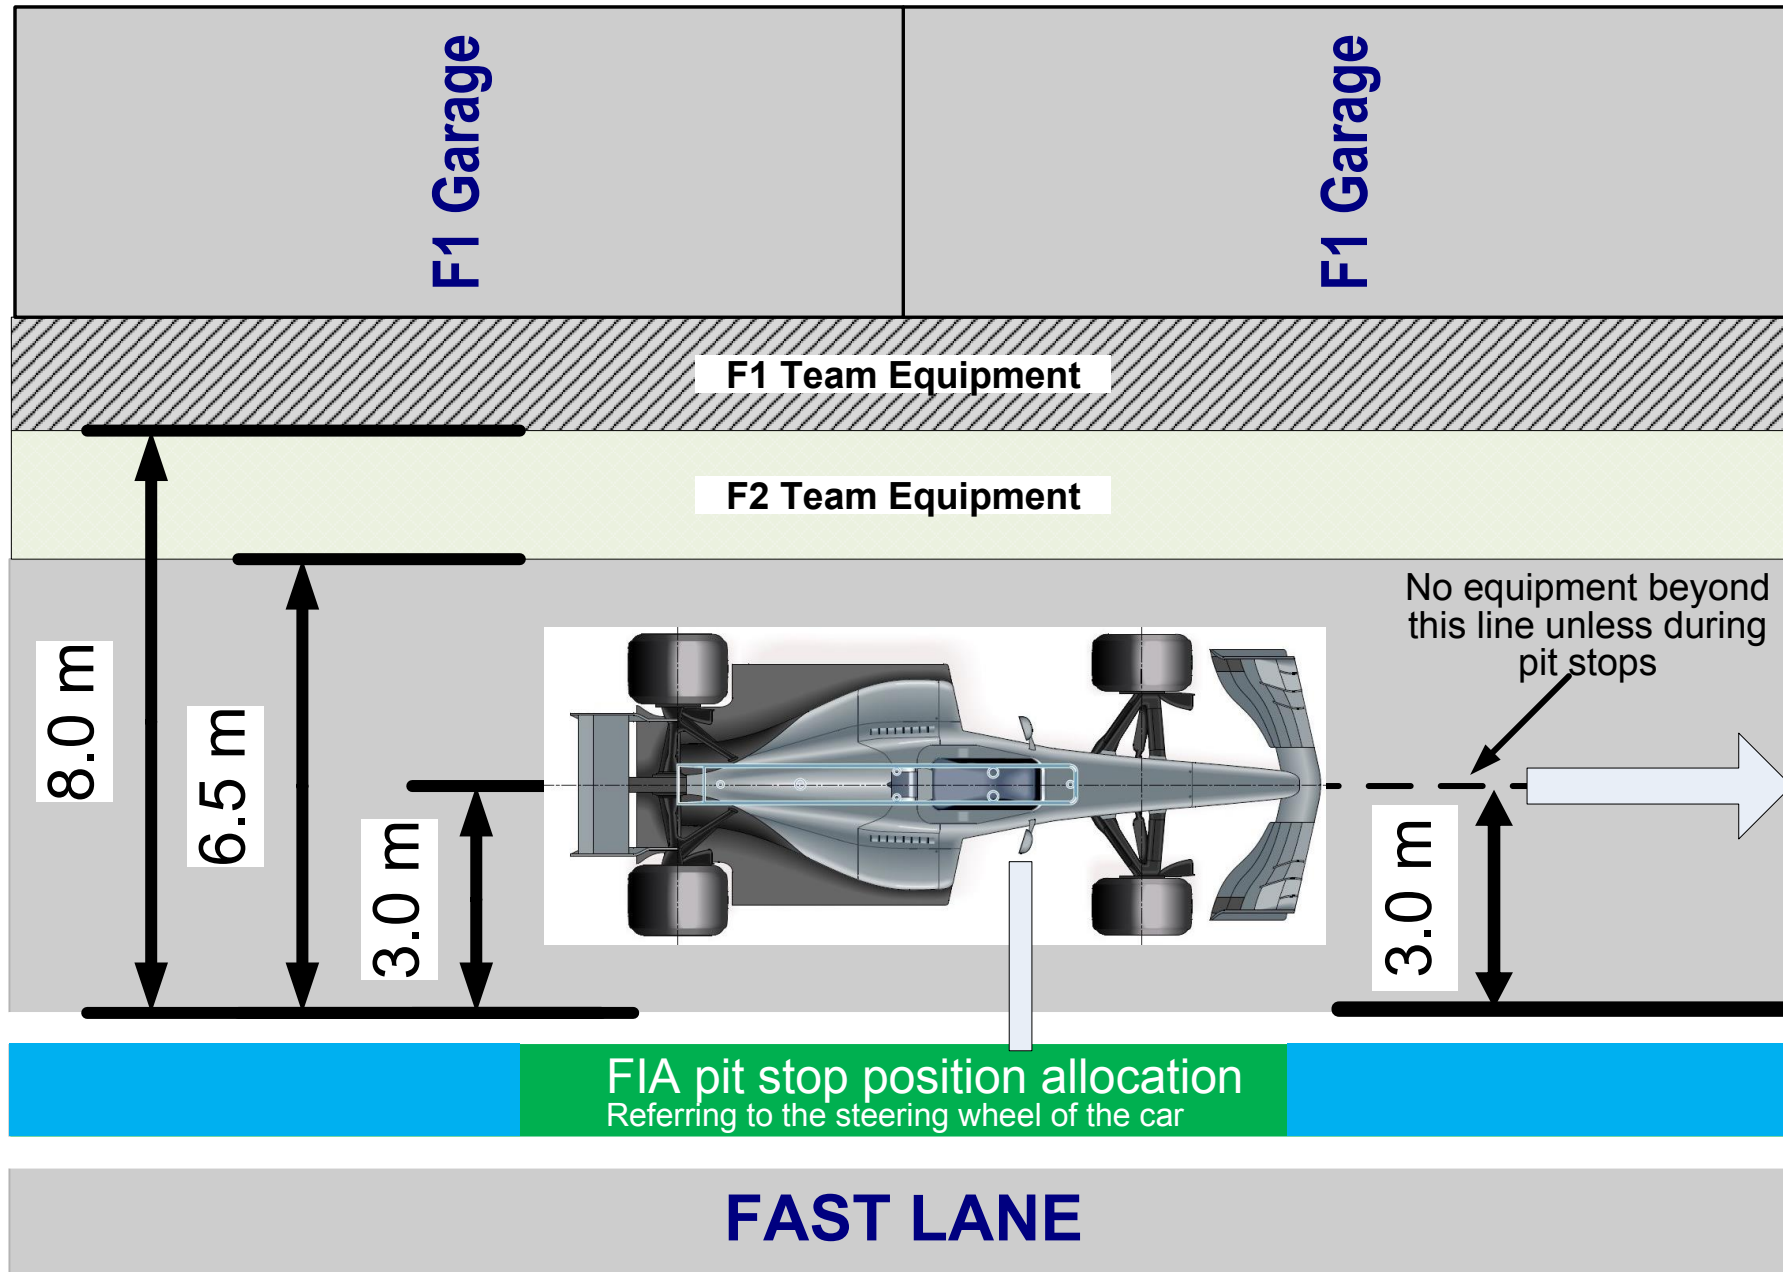 F1 Garage
F1 Garage
F1 Team Equipment
F2 Team Equipment
No equipment beyond
this line unless during
pit stops
8.0 m
6.5 m
3.0 m
3.0 m
FIA pit stop position allocation
Referring to the steering wheel of the car
FAST LANE